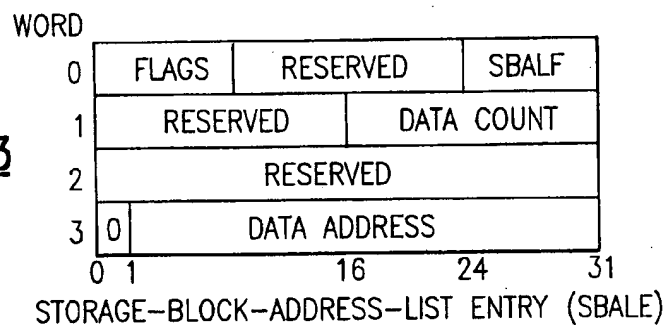 WORD
0 FLAGS RESERVED SBALF
1 RESERVED DATA COUNT
3
2 RESERVED
3 0 DATA ADDRESS
0 1 16 24 31
STORAGE-BLOCK-ADDRESS-LIST ENTRY (SBALE)